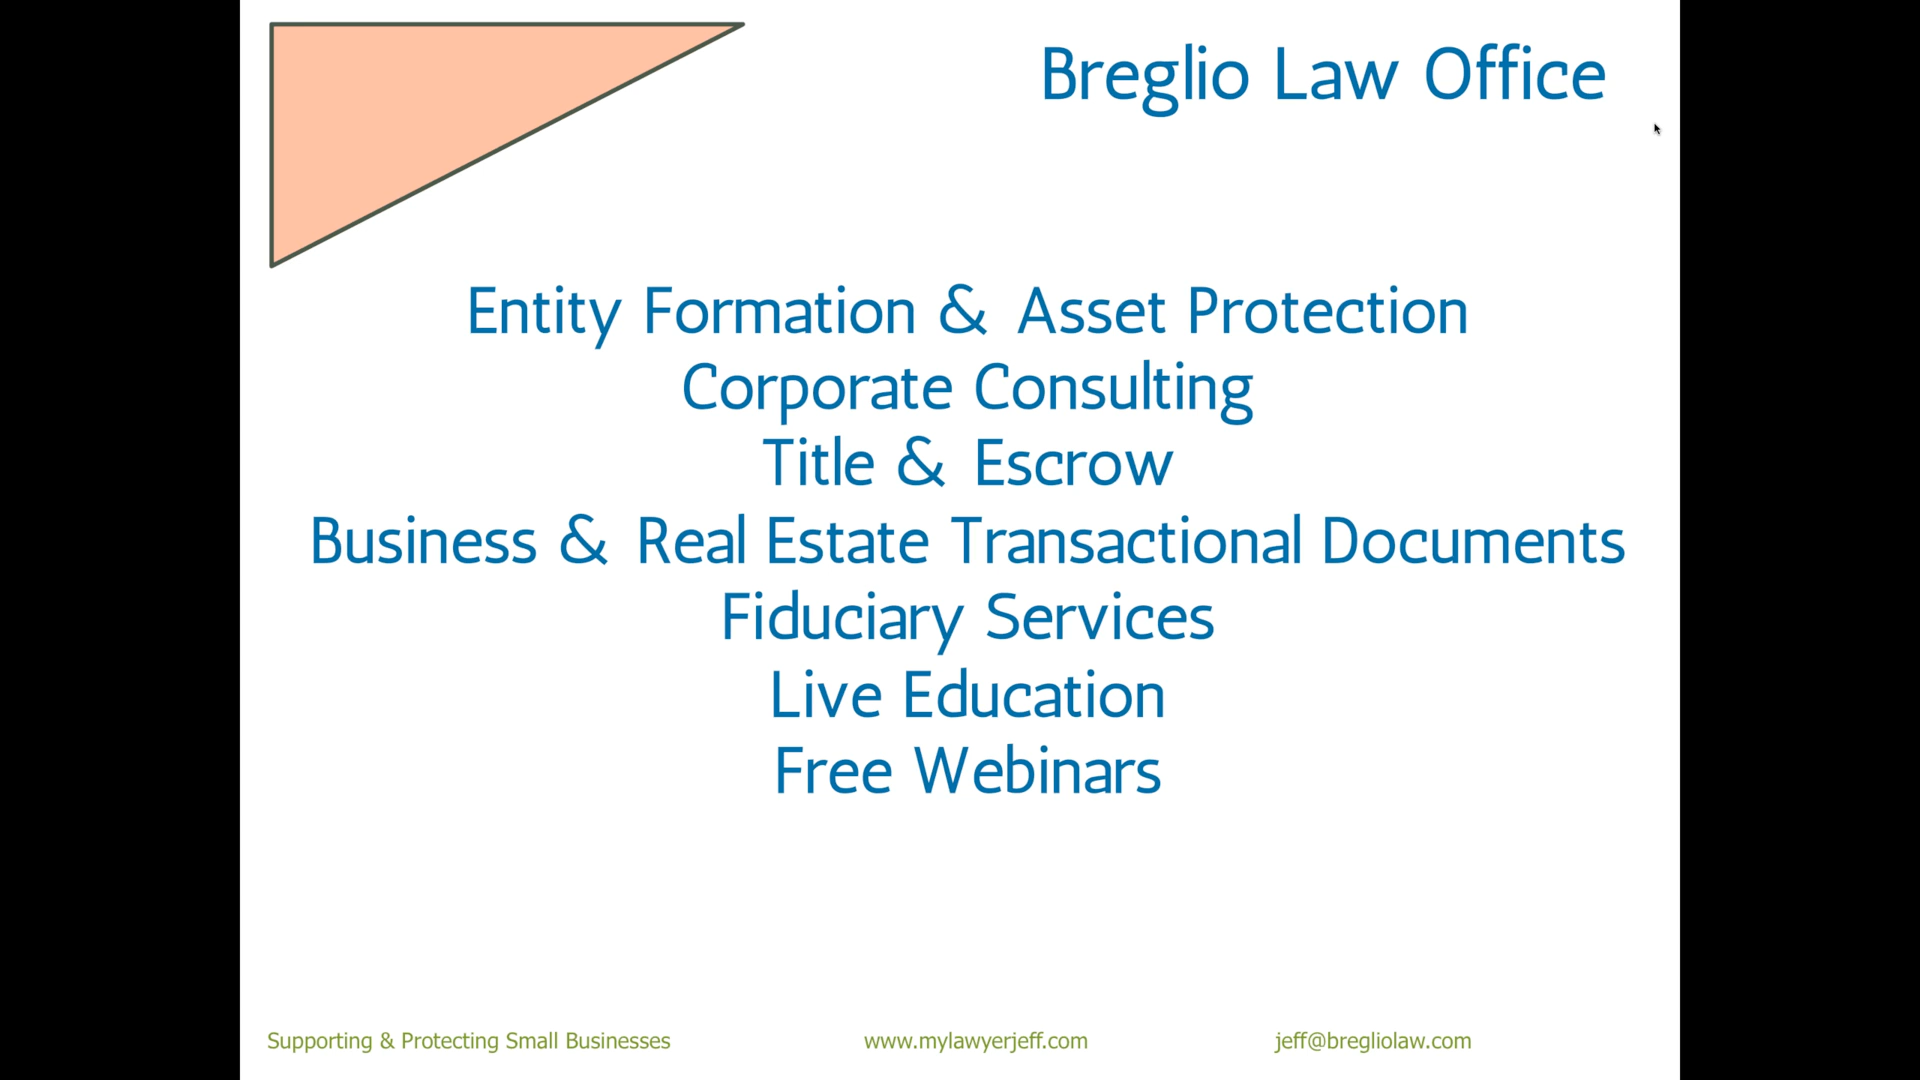 Breglio Law Office
Entity Formation & Asset Protection
Corporate Consulting
Title & Escrow
Business & Real Estate Transactional Documents
Fiduciary Services
Live Education
Free Webinars
Supporting & Protecting Small Businesses
www.mylawyerjeff.com
jeff@bregliolaw.com